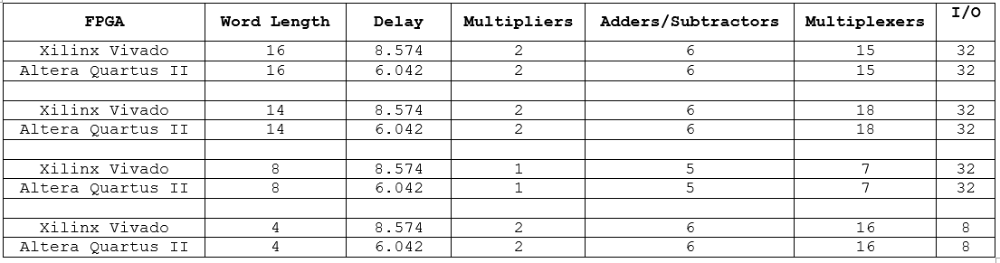 FPGA Word Length Delay Multipliers Adders/Subtractors Multiplexers I/O
Xilinx Vivado 16 8.574 2 6 15 32
Altera Quartus II 16 6.042 2 6 15 32
Xilinx Vivado 14 8.574 2 6 18 32
Altera Quartus II 14 6.042 2 6 18 32
Xilinx Vivado 8 8.574 1 5 7 32
Altera Quartus II 8 6.042 1 5 7 32
Xilinx Vivado 4 8.574 2 6 16 8
Altera Quartus II 4 6.042 2 6 16 8